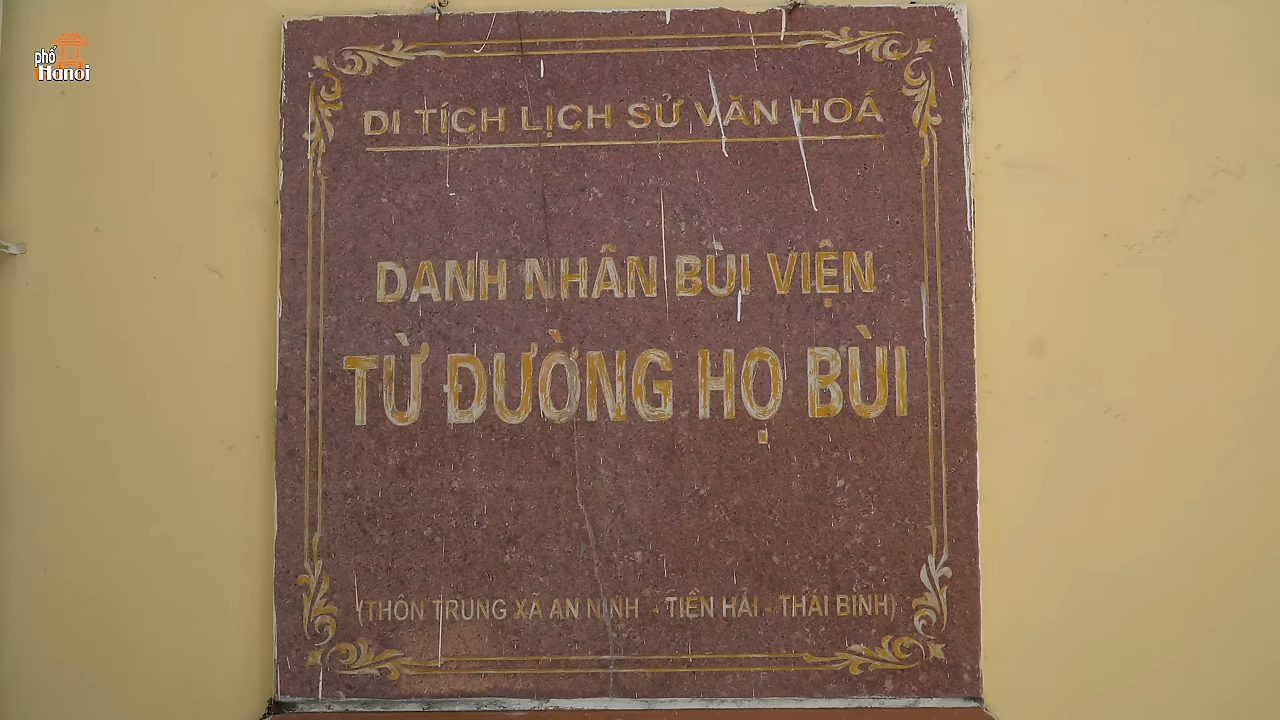 phố
Hanoi
DI TÍCH LỊCH SỬ VĂN HOÁ
DANH NHÂN BÙI VIỆN
TỪ ĐƯỜNG HỌ BÙI
(THÔN TRUNG XÃ AN NINH - TIỀN HẢI - THÁI BÌNH)